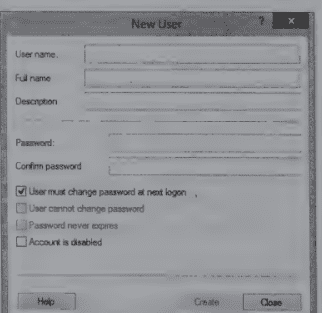 New User
? x
User name.
Full name
Description
Password:
Confirm password
User must change password at next logon
User cannot change password
Password never expires
Account is disabled
Help Create Close